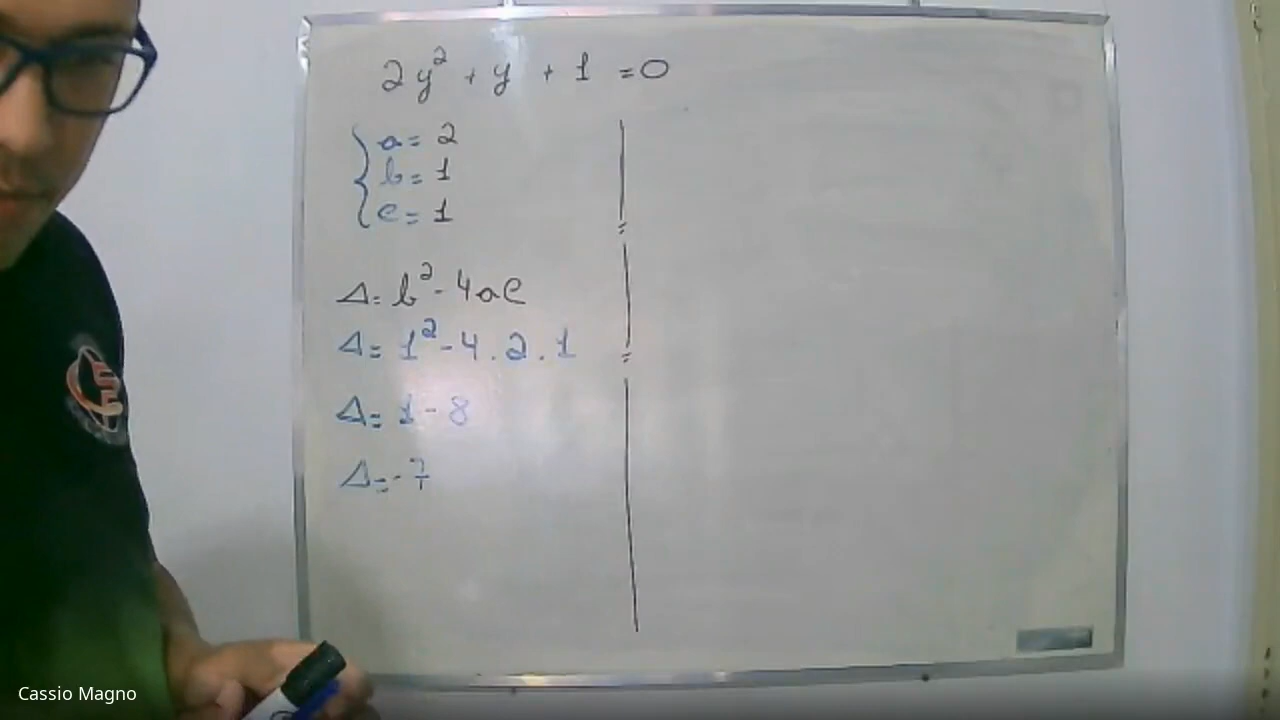 2y² + y + 1 = 0
a = 2
b = 1
c = 1
Δ = b² - 4ac
Δ = 1² - 4 . 2 . 1
Δ = 1 - 8
Δ = -7
Cassio Magno